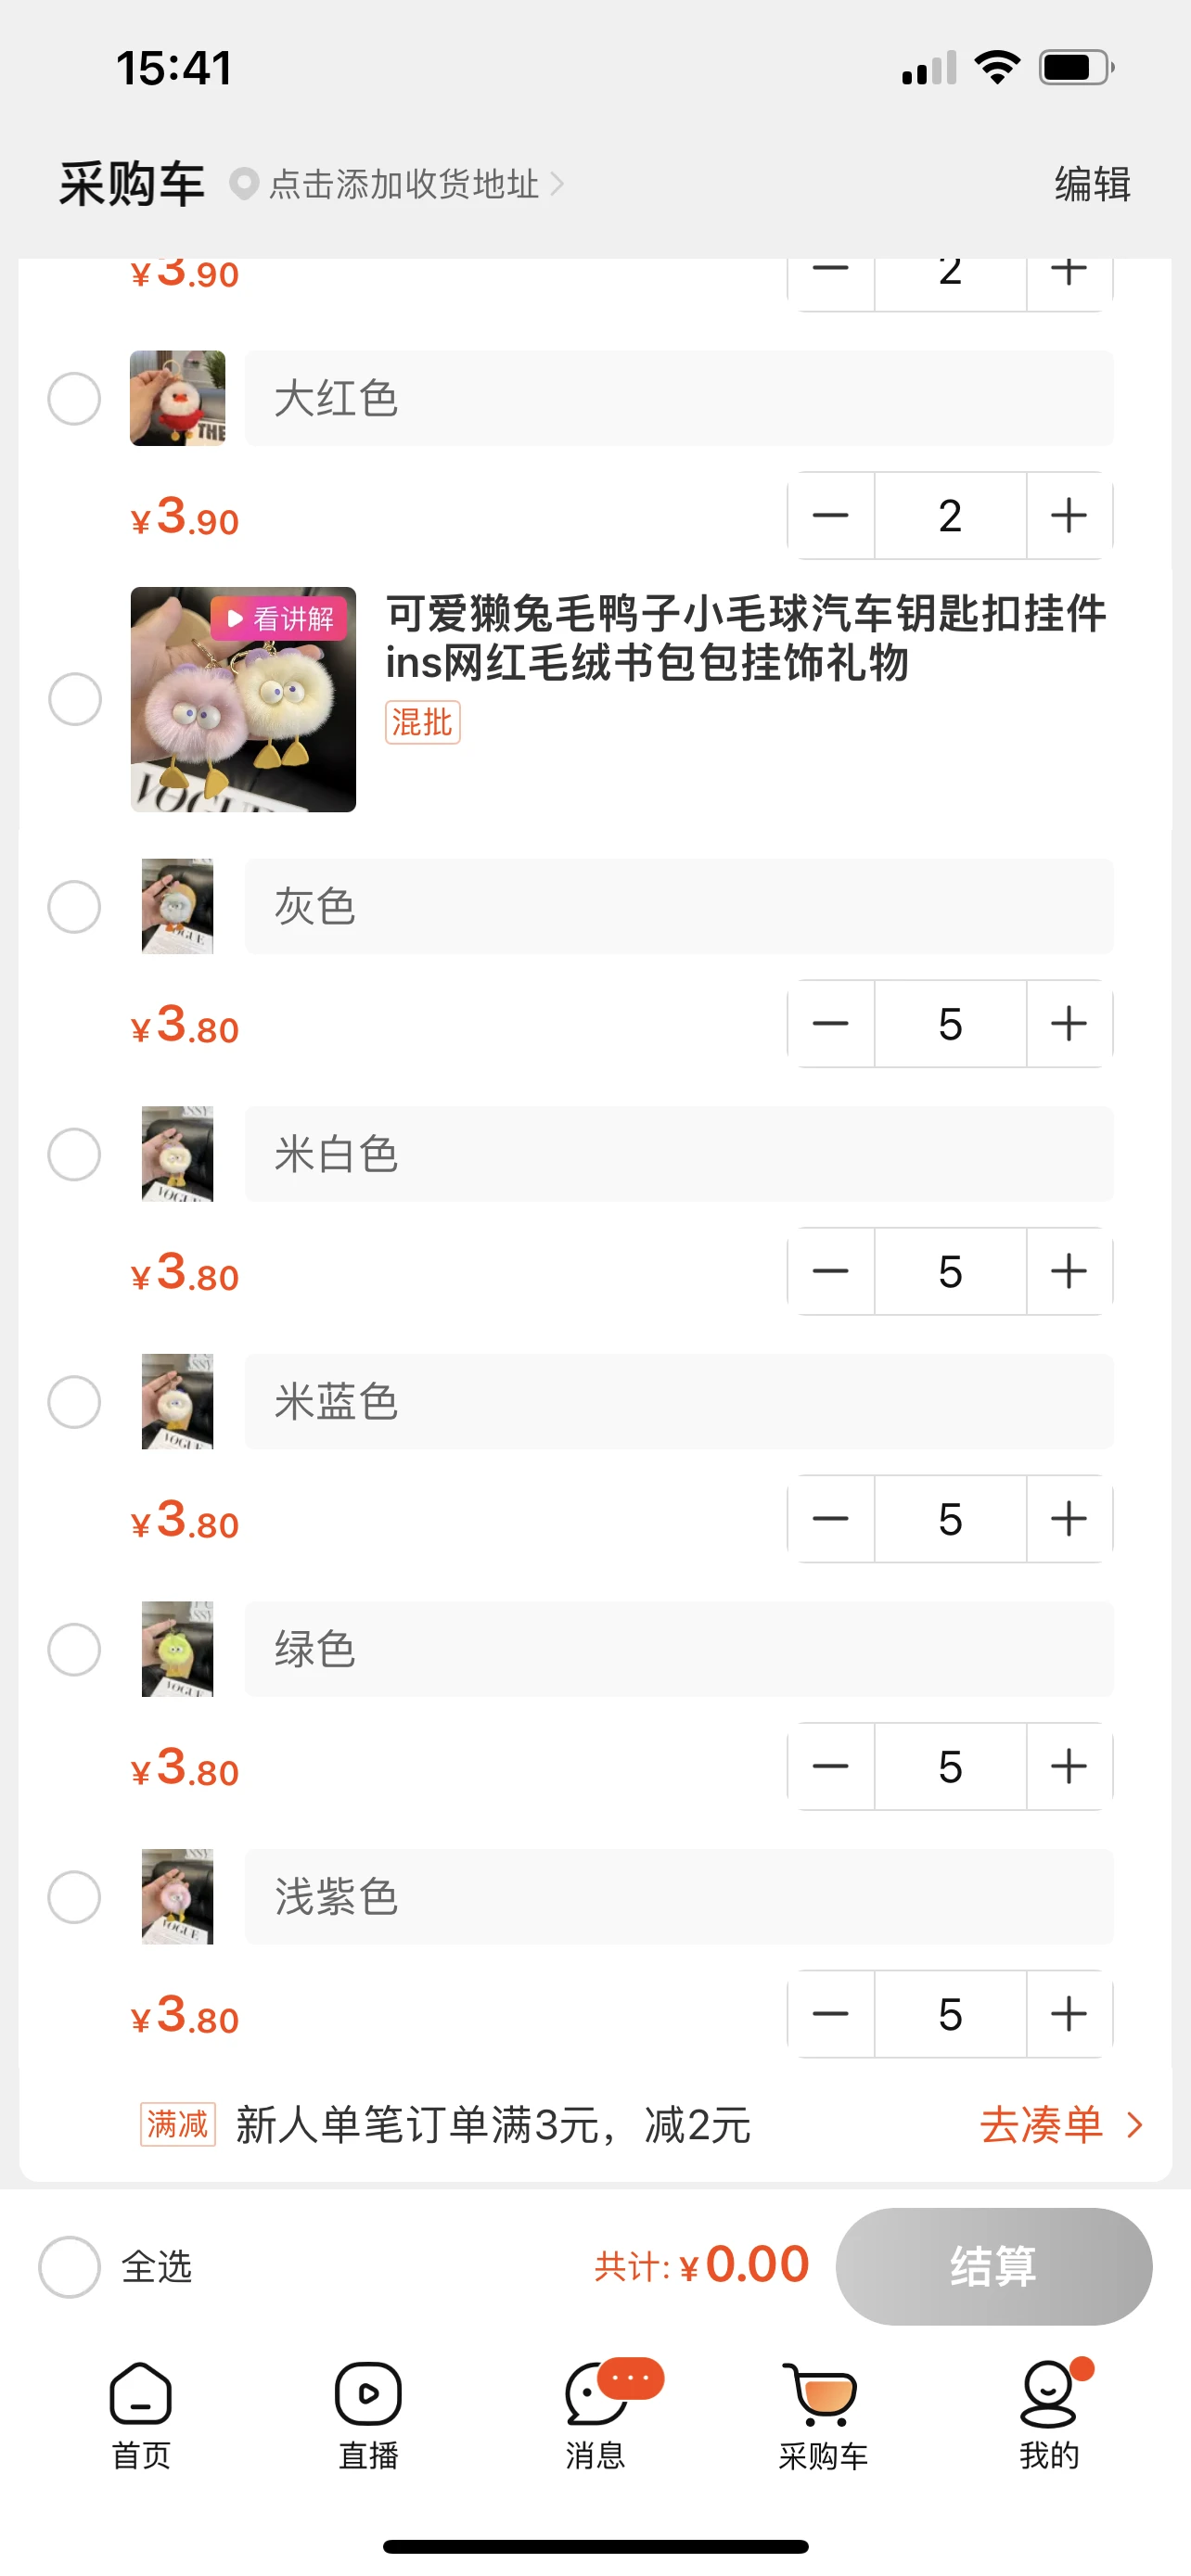 15:41
采购车 点击添加收货地址 编辑
¥3.90 2
大红色
¥3.90 2
看讲解
可爱獭兔毛鸭子小毛球汽车钥匙扣挂件
ins网红毛绒书包包挂饰礼物
混批
VOGUE
灰色
¥3.80 5
米白色
¥3.80 5
米蓝色
¥3.80 5
绿色
¥3.80 5
浅紫色
¥3.80 5
满减 新人单笔订单满3元，减2元 去凑单
全选 共计:¥0.00 结算
首页 直播 消息 采购车 我的